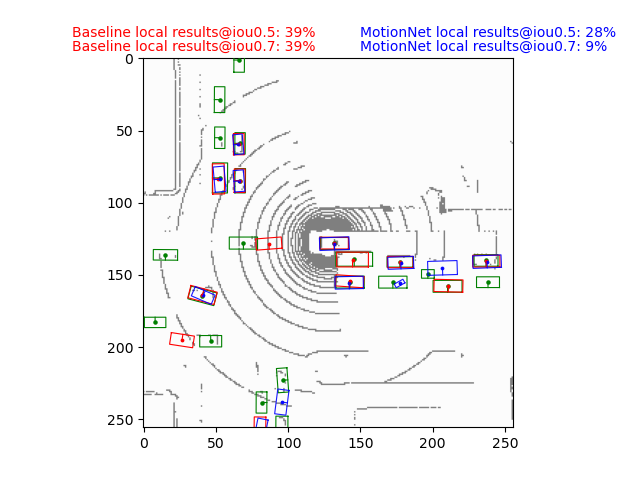 Baseline local results@iou0.5: 39%
Baseline local results@iou0.7: 39%
MotionNet local results@iou0.5: 28%
MotionNet local results@iou0.7: 9%
0
50
100
150
200
250
0 50 100 150 200 250